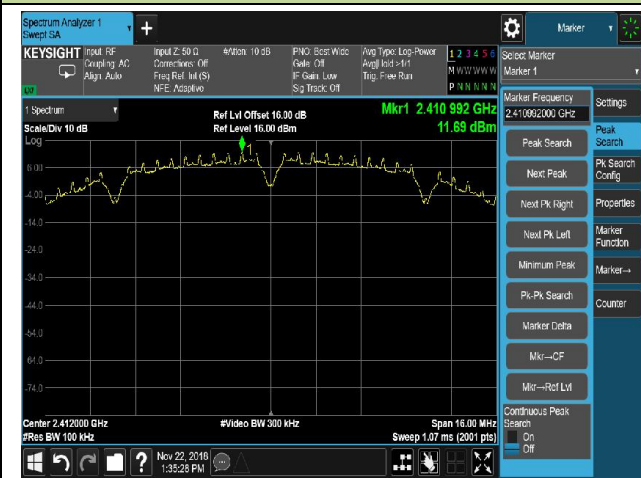 Spectrum Analyzer 1
Swept SA
+
Marker
KEYSIGHT
Input: RF
Coupling: AC
Align: Auto
Input Z: 50 Ω
Corrections: Off
Freq Ref: Int (S)
NFE: Adaptive
#Atten: 10 dB
PNO: Best Wide
Gate: Off
IF Gain: Low
Sig Track: Off
Avg Type: Log-Power
Avg|Hold:>1/1
Trig: Free Run
1 2 3 4 5 6
M W W W W W
P N N N N N
LXI
1 Spectrum
Scale/Div 10 dB
Log
Ref Lvl Offset 16.00 dB
Ref Level 16.00 dBm
Mkr1 2.410 992 GHz
11.69 dBm
1
6.00
-4.00
-14.0
-24.0
-34.0
-44.0
-54.0
-64.0
-74.0
Center 2.412000 GHz
#Res BW 100 kHz
#Video BW 300 kHz
Span 16.00 MHz
Sweep 1.07 ms (2001 pts)
Select Marker
Marker 1
Marker Frequency
2.410992000 GHz
Peak Search
Next Peak
Next Pk Right
Next Pk Left
Minimum Peak
Pk-Pk Search
Marker Delta
Mkr→CF
Mkr→Ref Lvl
Continuous Peak
Search
On
Off
Settings
Peak
Search
Pk Search
Config
Properties
Marker
Function
Marker→
Counter
?
Nov 22, 2018
1:35:28 PM